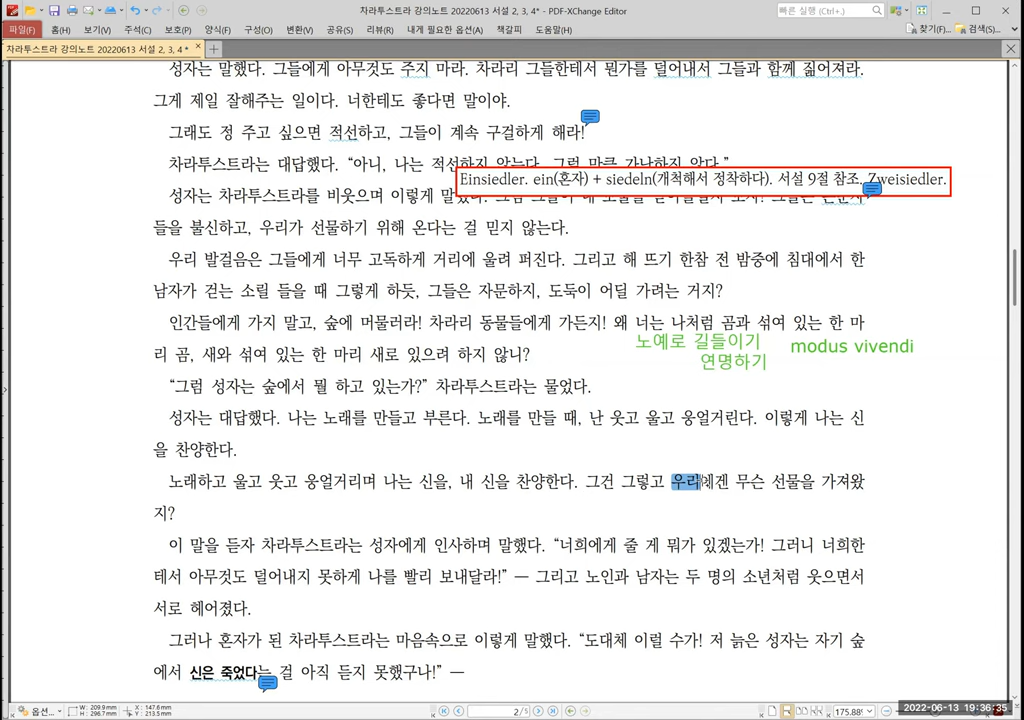 차라투스트라 강의노트 20220613 서설 2, 3, 4* - PDF-XChange Editor
빠른 실행 (Ctrl+.)
파일(F) 홈(H) 보기(V) 주석(C) 보호(P) 양식(F) 구성(O) 변환(V) 공유(S) 리뷰(R) 내게 필요한 옵션(A) 책갈피 도움말(H)
찾기(F)... 검색(S)...
차라투스트라 강의노트 20220613 서설 2, 3, 4 *
성자는 말했다. 그들에게 아무것도 주지 마라. 차라리 그들한테서 뭔가를 덜어내서 그들과 함께 짊어져라.
그게 제일 잘해주는 일이다. 너한테도 좋다면 말이야.
그래도 정 주고 싶으면 적선하고, 그들이 계속 구걸하게 해라!
차라투스트라는 대답했다. “아니, 나는 적선하지 않는다. 그럴 만큼 가난하지 않다.”
Einsiedler. ein(혼자) + siedeln(개척해서 정착하다). 서설 9절 참조. Zweisiedler.
성자는 차라투스트라를 비웃으며 이렇게
들을 불신하고, 우리가 선물하기 위해 온다는 걸 믿지 않는다.
우리 발걸음은 그들에게 너무 고독하게 거리에 울려 퍼진다. 그리고 해 뜨기 한참 전 밤중에 침대에서 한
남자가 걷는 소릴 들을 때 그렇게 하듯, 그들은 자문하지, 도둑이 어딜 가려는 거지?
인간들에게 가지 말고, 숲에 머물러라! 차라리 동물들에게 가든지! 왜 너는 나처럼 곰과 섞여 있는 한 마
노예로 길들이기 modus vivendi
리 곰, 새와 섞여 있는 한 마리 새로 있으려 하지 않니?
연명하기
“그럼 성자는 숲에서 뭘 하고 있는가?” 차라투스트라는 물었다.
성자는 대답했다. 나는 노래를 만들고 부른다. 노래를 만들 때, 난 웃고 울고 웅얼거린다. 이렇게 나는 신
을 찬양한다.
노래하고 울고 웃고 웅얼거리며 나는 신을, 내 신을 찬양한다. 그건 그렇고 우리에겐 무슨 선물을 가져왔
지?
이 말을 듣자 차라투스트라는 성자에게 인사하며 말했다. “너희에게 줄 게 뭐가 있겠는가! 그러니 너희한
테서 아무것도 덜어내지 못하게 나를 빨리 보내달라!” — 그리고 노인과 남자는 두 명의 소년처럼 웃으면서
서로 헤어졌다.
그러나 혼자가 된 차라투스트라는 마음속으로 이렇게 말했다. “도대체 이럴 수가! 저 늙은 성자는 자기 숲
에서 신은 죽었다는 걸 아직 듣지 못했구나!” —
옵션... W: 209.9 mm H: 296.7 mm X: 147.6 mm Y: 213.5 mm 2/5 175.88%
2022-06-13 19:36:35